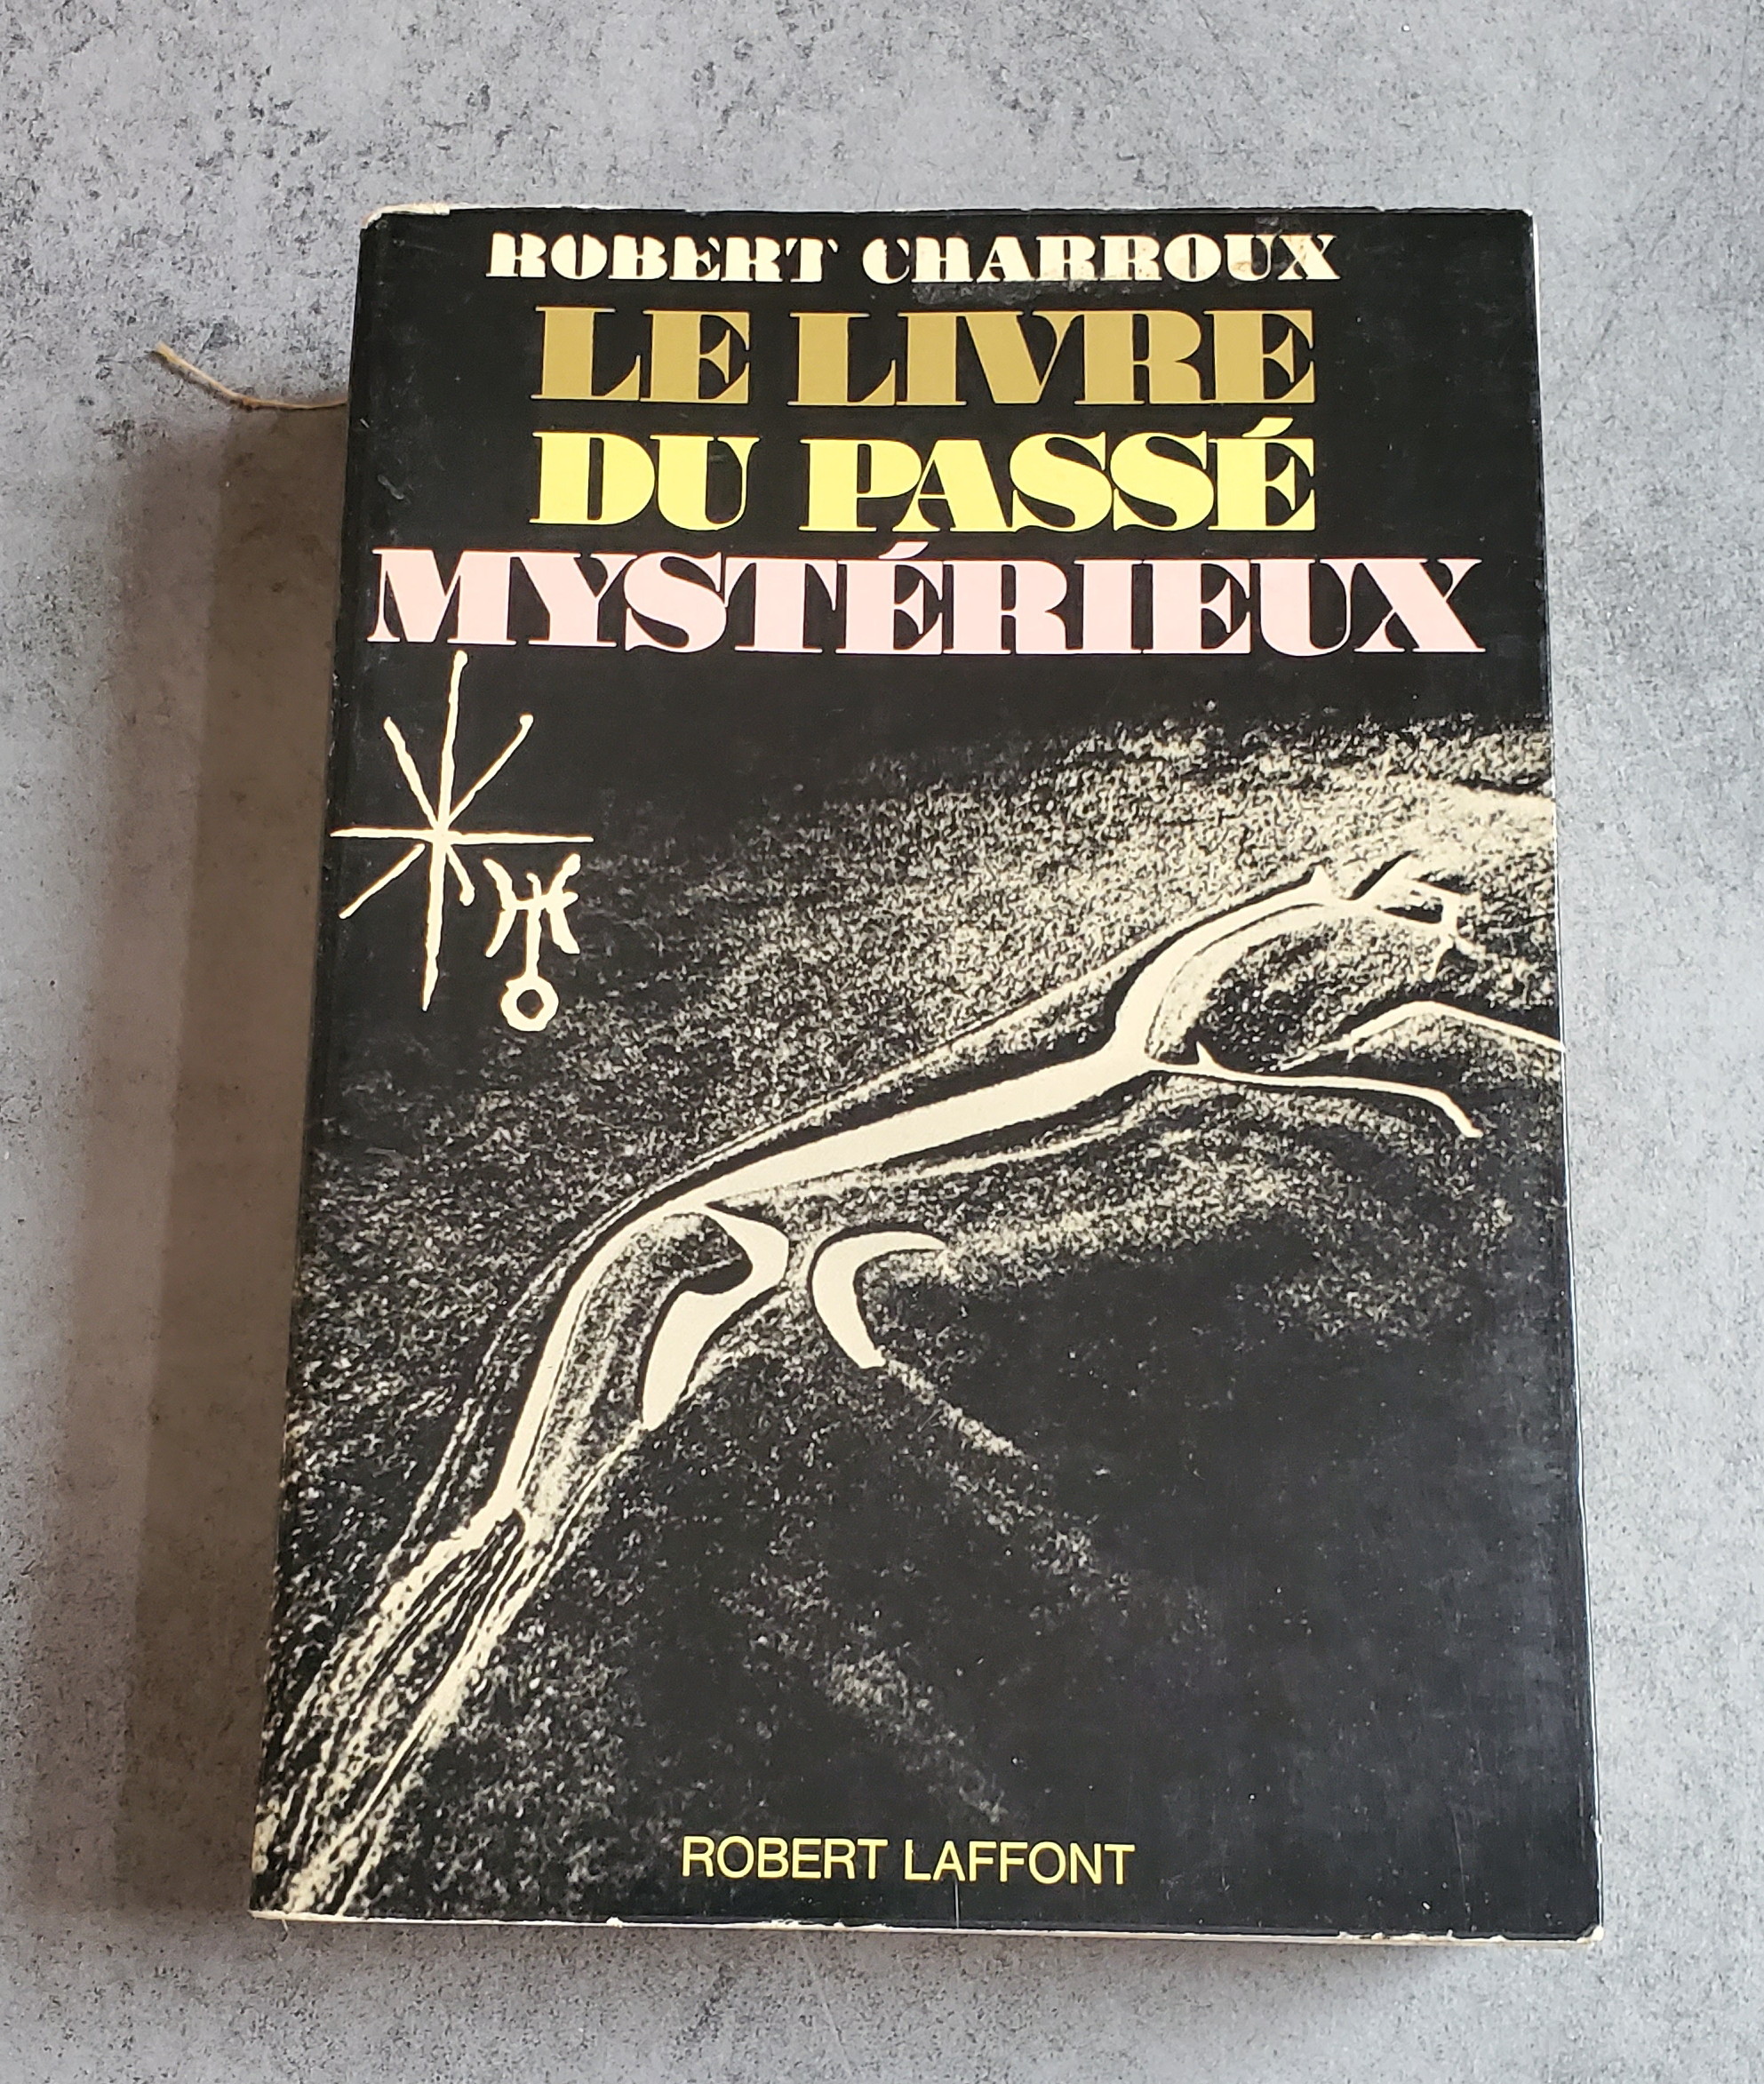 ROBERT CHARROUX
LE LIVRE
DU PASSÉ
MYSTÉRIEUX
ROBERT LAFFONT